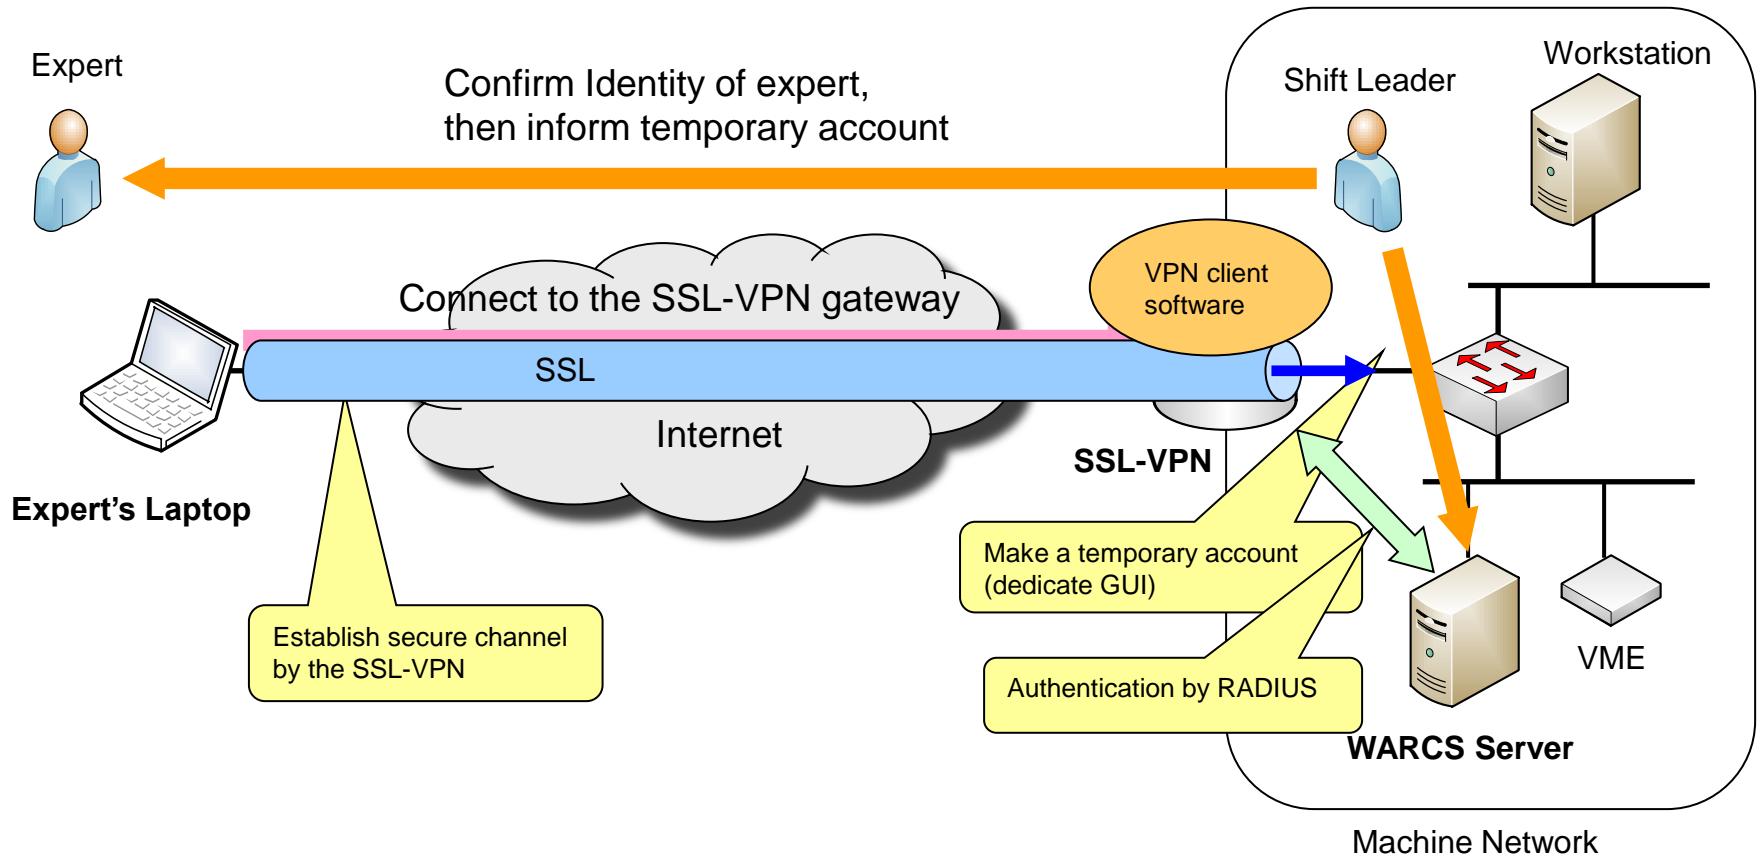 Expert
Confirm Identity of expert,
then inform temporary account
Shift Leader
Workstation
VPN client
software
Connect to the SSL-VPN gateway
SSL
Internet
SSL-VPN
Expert’s Laptop
Make a temporary account
(dedicate GUI)
Establish secure channel
by the SSL-VPN
Authentication by RADIUS
VME
WARCS Server
Machine Network